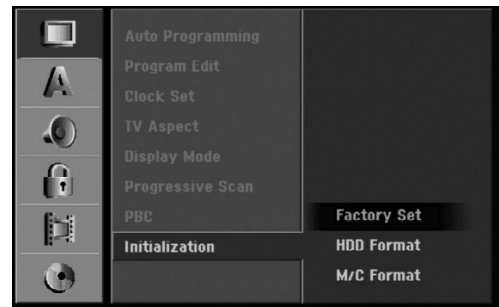 Auto Programming
Program Edit
Clock Set
TV Aspect
Display Mode
Progressive Scan
PBC
Initialization
Factory Set
HDD Format
M/C Format
A